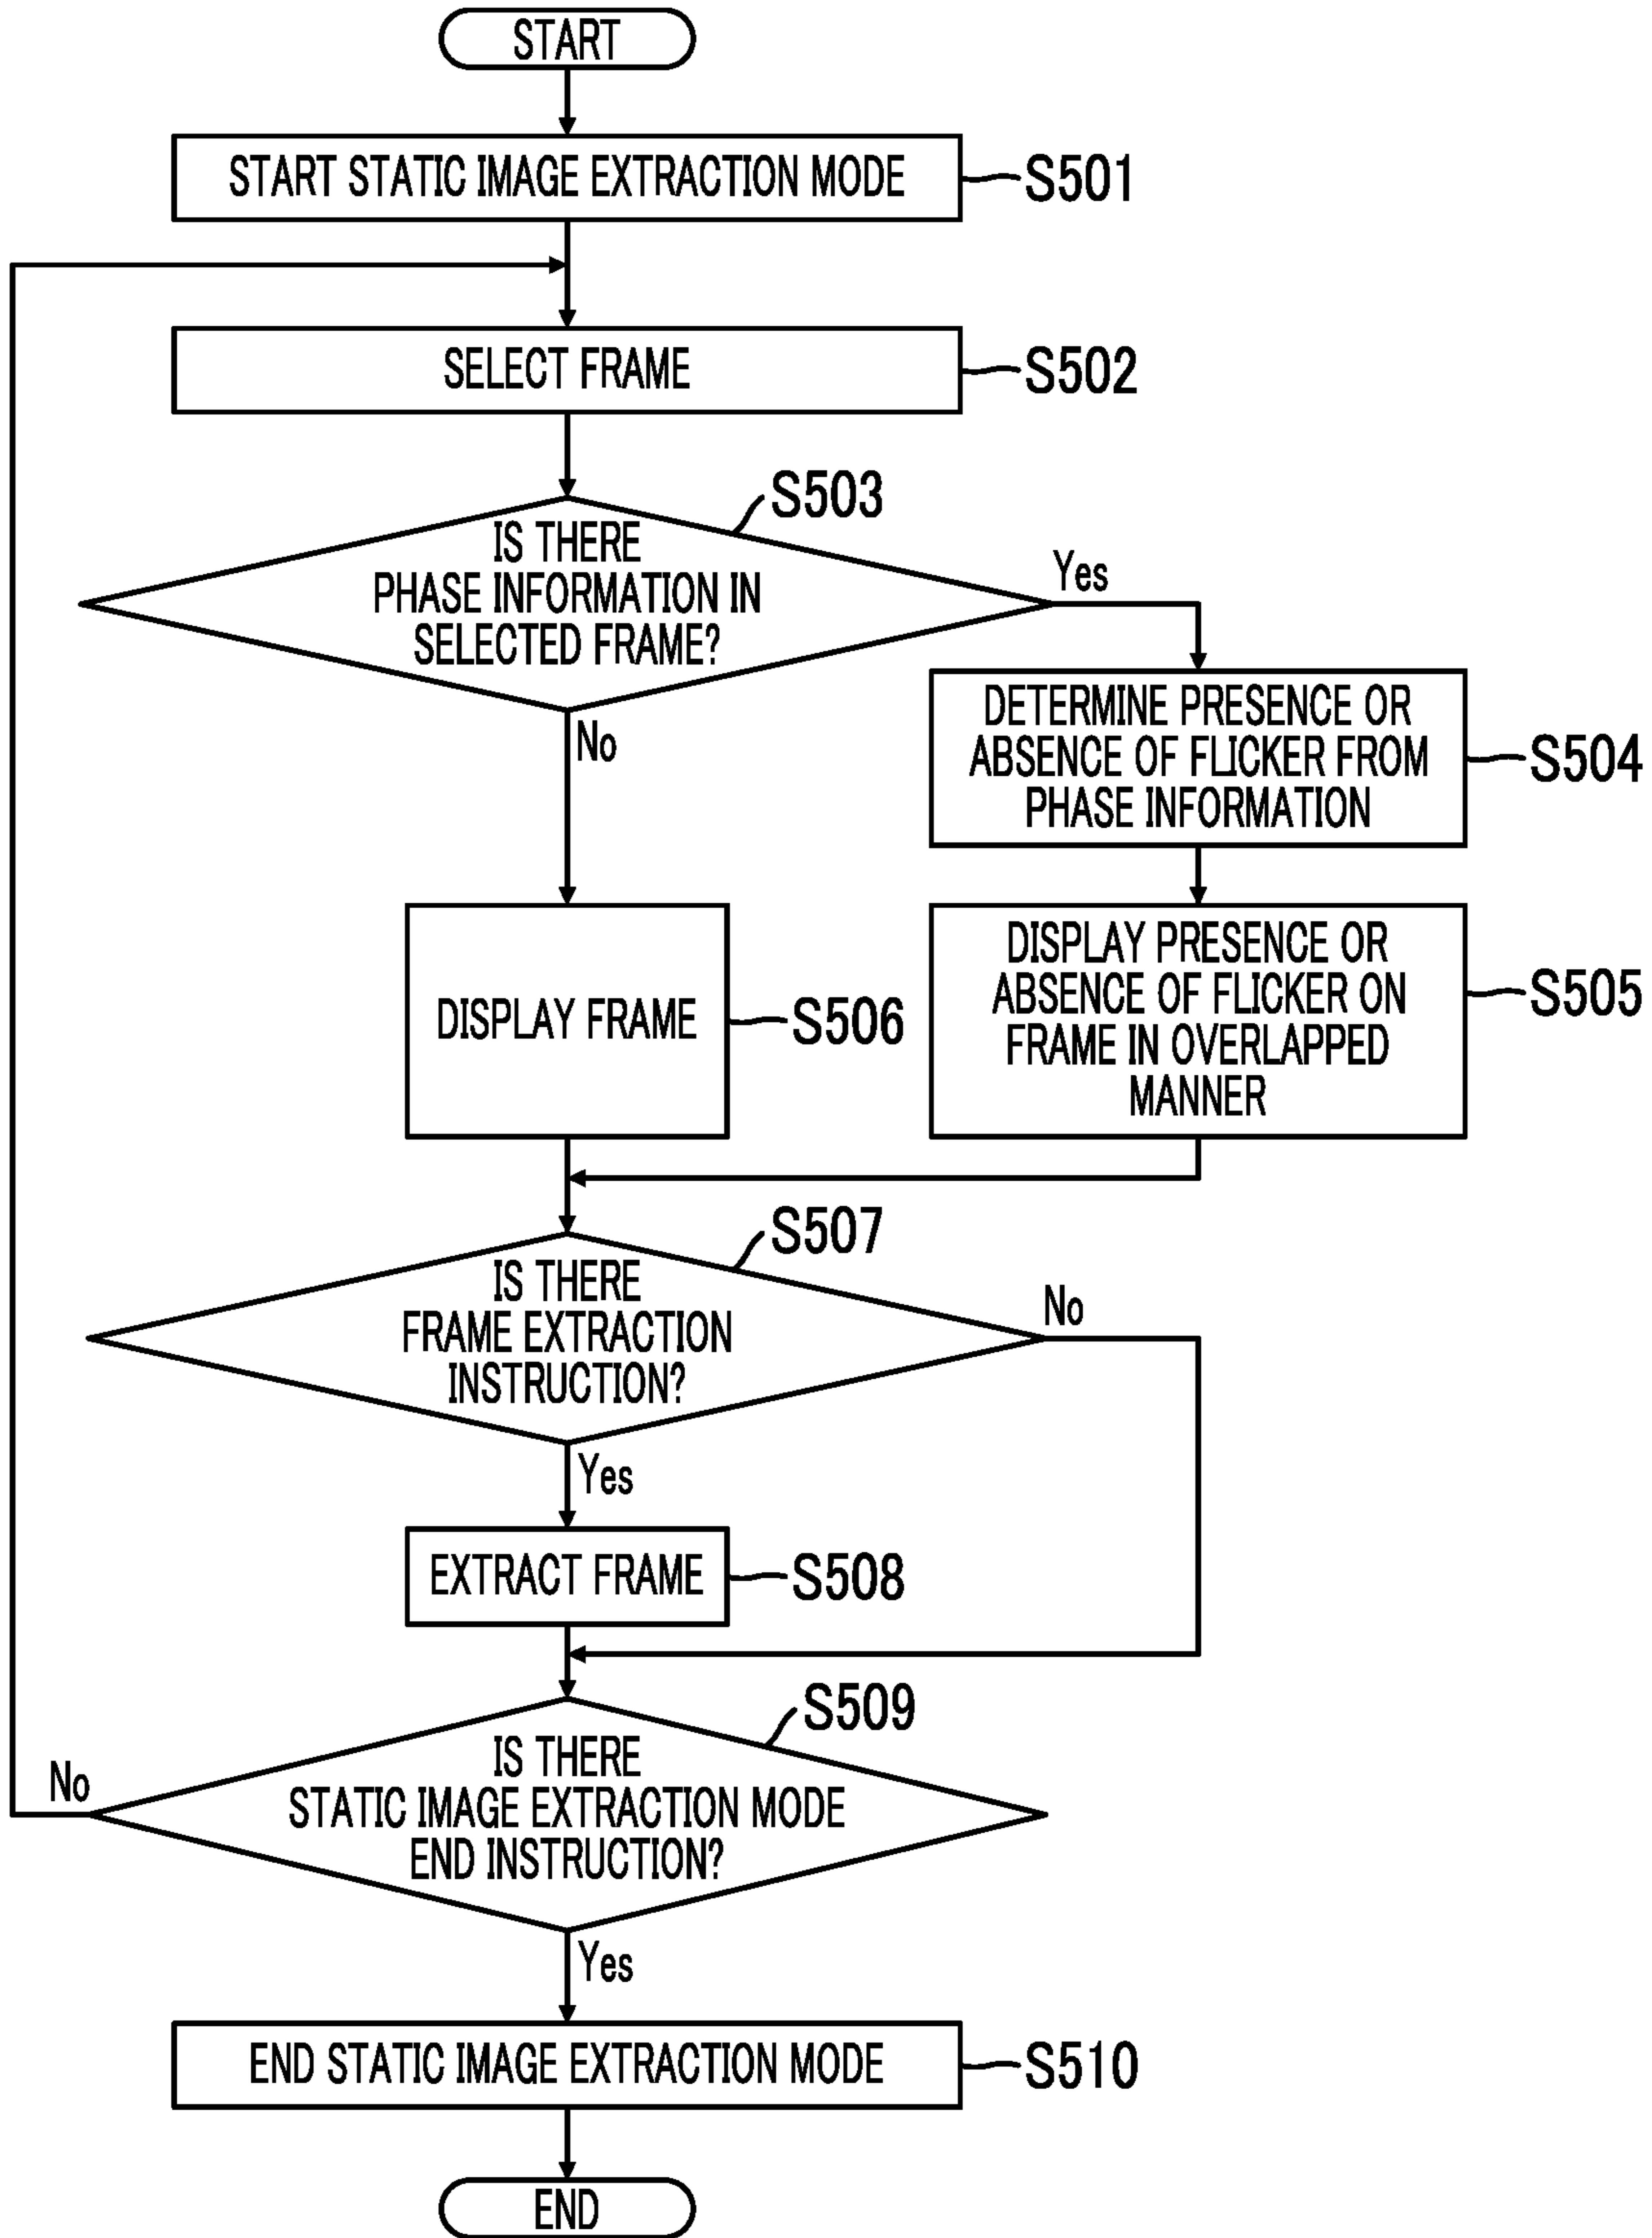 START
START STATIC IMAGE EXTRACTION MODE
S501
SELECT FRAME
S502
S503
IS THERE
PHASE INFORMATION IN
SELECTED FRAME?
Yes
No
DETERMINE PRESENCE OR
ABSENCE OF FLICKER FROM
PHASE INFORMATION
S504
DISPLAY PRESENCE OR
ABSENCE OF FLICKER ON
FRAME IN OVERLAPPED
MANNER
S505
DISPLAY FRAME
S506
S507
IS THERE
FRAME EXTRACTION
INSTRUCTION?
No
Yes
EXTRACT FRAME
S508
S509
IS THERE
STATIC IMAGE EXTRACTION MODE
END INSTRUCTION?
No
Yes
END STATIC IMAGE EXTRACTION MODE
S510
END